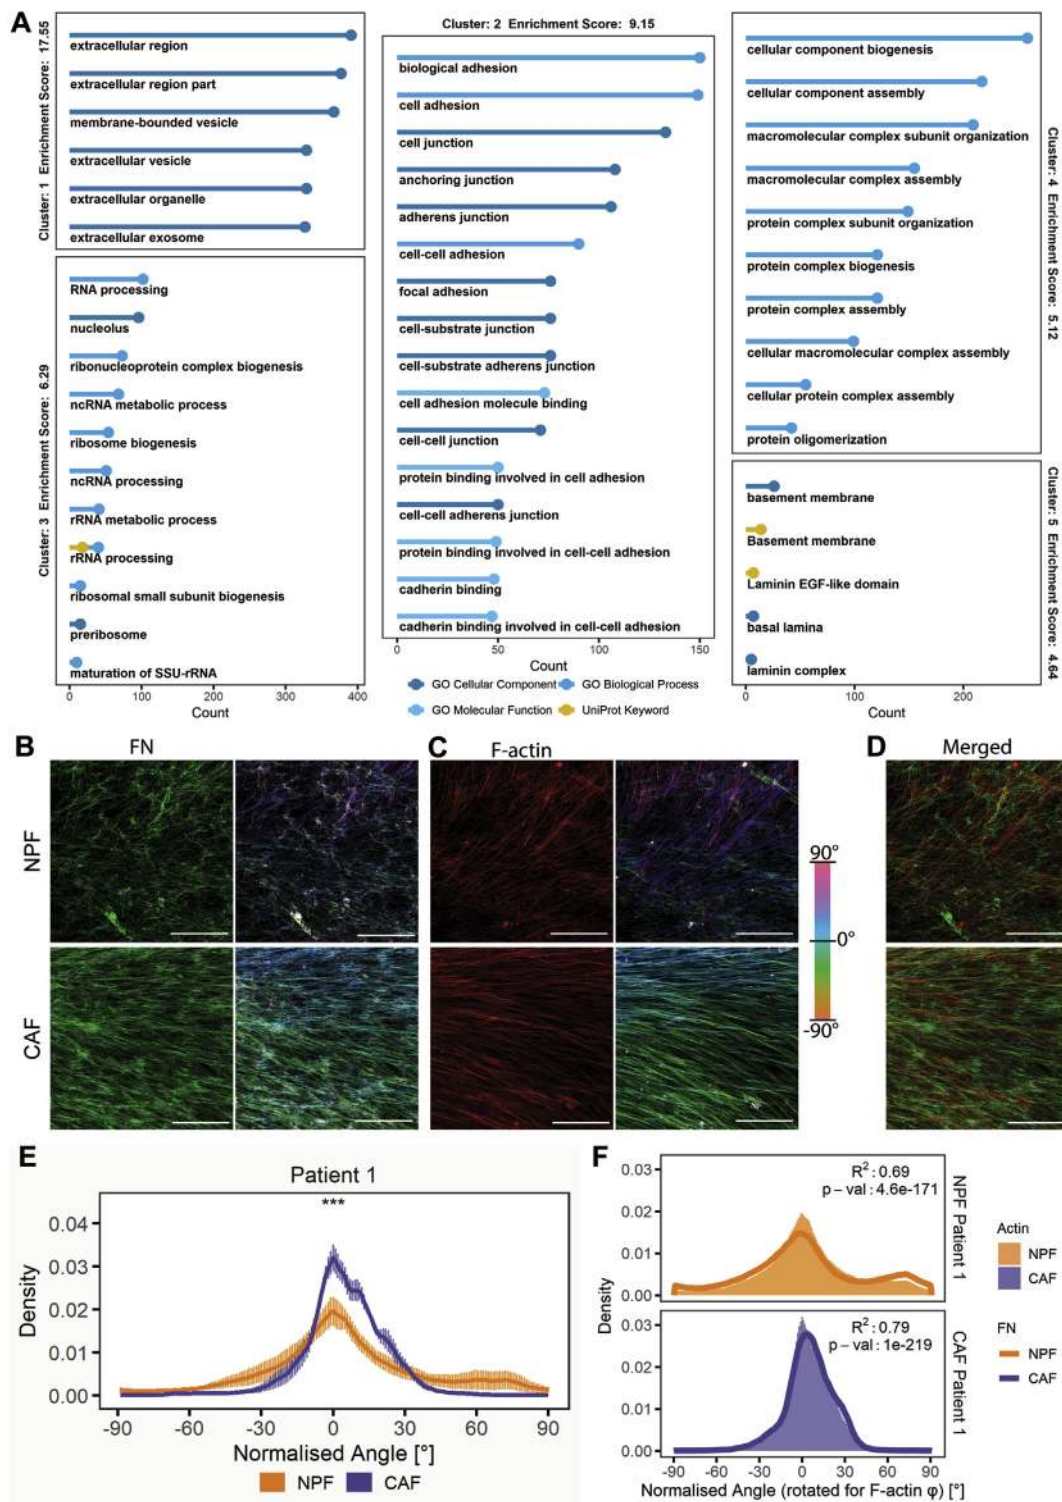 A
Cluster: 1 Enrichment Score: 17.55
extracellular region
extracellular region part
membrane-bounded vesicle
extracellular vesicle
extracellular organelle
extracellular exosome
Cluster: 3 Enrichment Score: 6.29
RNA processing
nucleolus
ribonucleoprotein complex biogenesis
ncRNA metabolic process
ribosome biogenesis
ncRNA processing
rRNA metabolic process
rRNA processing
ribosomal small subunit biogenesis
preribosome
maturation of SSU-rRNA
0 100 200 300 400
Count
Cluster: 2 Enrichment Score: 9.15
biological adhesion
cell adhesion
cell junction
anchoring junction
adherens junction
cell-cell adhesion
focal adhesion
cell-substrate junction
cell-substrate adherens junction
cell adhesion molecule binding
cell-cell junction
protein binding involved in cell adhesion
cell-cell adherens junction
protein binding involved in cell-cell adhesion
cadherin binding
cadherin binding involved in cell-cell adhesion
0 50 100 150
Count
GO Cellular Component GO Biological Process
GO Molecular Function UniProt Keyword
cellular component biogenesis
cellular component assembly
macromolecular complex subunit organization
macromolecular complex assembly
protein complex subunit organization
protein complex biogenesis
protein complex assembly
cellular macromolecular complex assembly
cellular protein complex assembly
protein oligomerization
Cluster: 4 Enrichment Score: 5.12
basement membrane
Basement membrane
Laminin EGF-like domain
basal lamina
laminin complex
Cluster: 5 Enrichment Score: 4.64
0 100 200
Count
B FN
C F-actin
D Merged
NPF
CAF
90°
0°
-90°
E
Patient 1
***
0.04
0.03
0.02
0.01
0.00
Density
-90 -60 -30 0 30 60 90
Normalised Angle [°]
NPF CAF
F
R2 : 0.69
p – val : 4.6e-171
0.03
0.02
0.01
0.00
NPF Patient 1
Density
R2 : 0.79
p – val : 1e-219
0.03
0.02
0.01
0.00
CAF Patient 1
-90 -60 -30 0 30 60 90
Normalised Angle (rotated for F-actin φ) [°]
Actin
NPF
CAF
FN
NPF
CAF